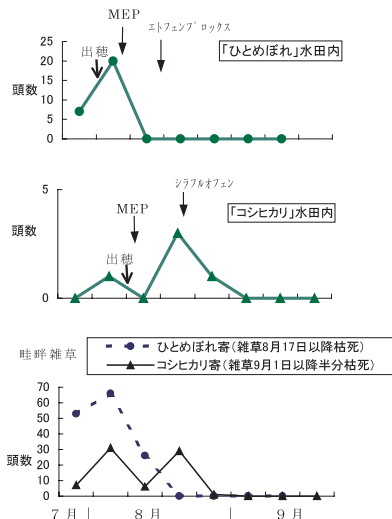 MEP
エトフェンプロックス
出穂
「ひとめぼれ」水田内
25
20
15
10
5
0
頭数
シラフルオフェン
MEP
「コシヒカリ」水田内
出穂
5
0
頭数
畦畔雑草
ひとめぼれ寄(雑草8月17日以降枯死)
コシヒカリ寄(雑草9月1日以降半分枯死)
70
60
50
40
30
20
10
0
頭数
7月 8月 9月